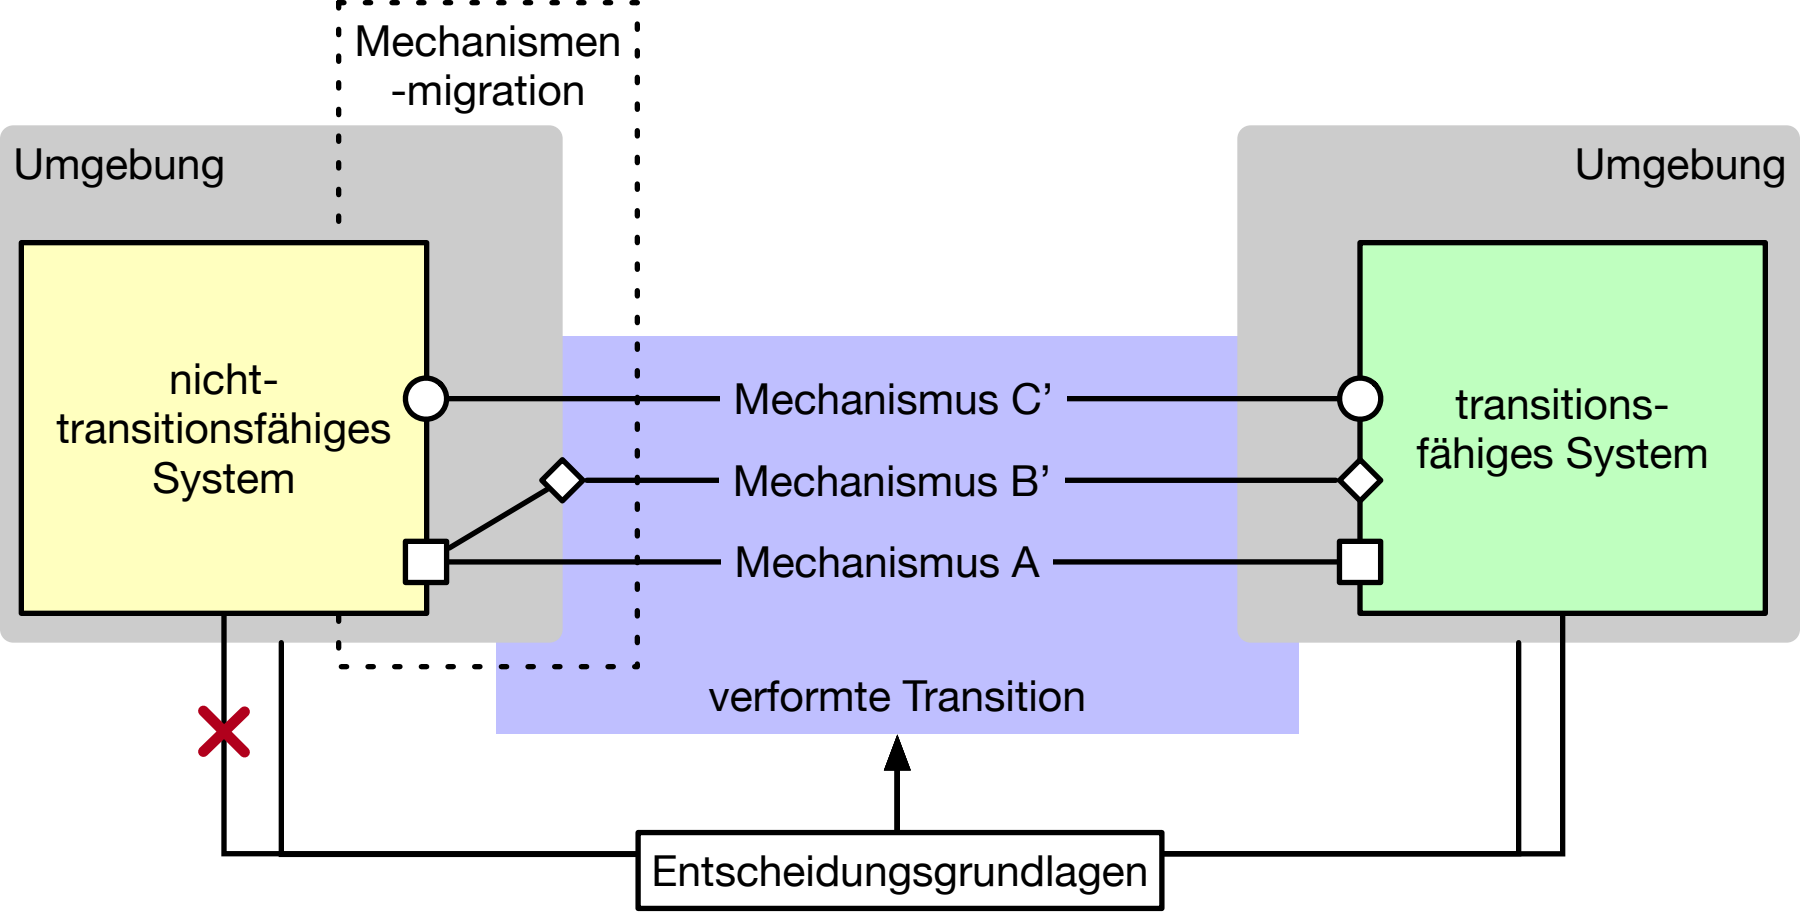 Mechanismen
-migration
Umgebung
Umgebung
nicht-
transitionsfähiges
System
Mechanismus C’
Mechanismus B’
Mechanismus A
transitions-
fähiges System
verformte Transition
Entscheidungsgrundlagen